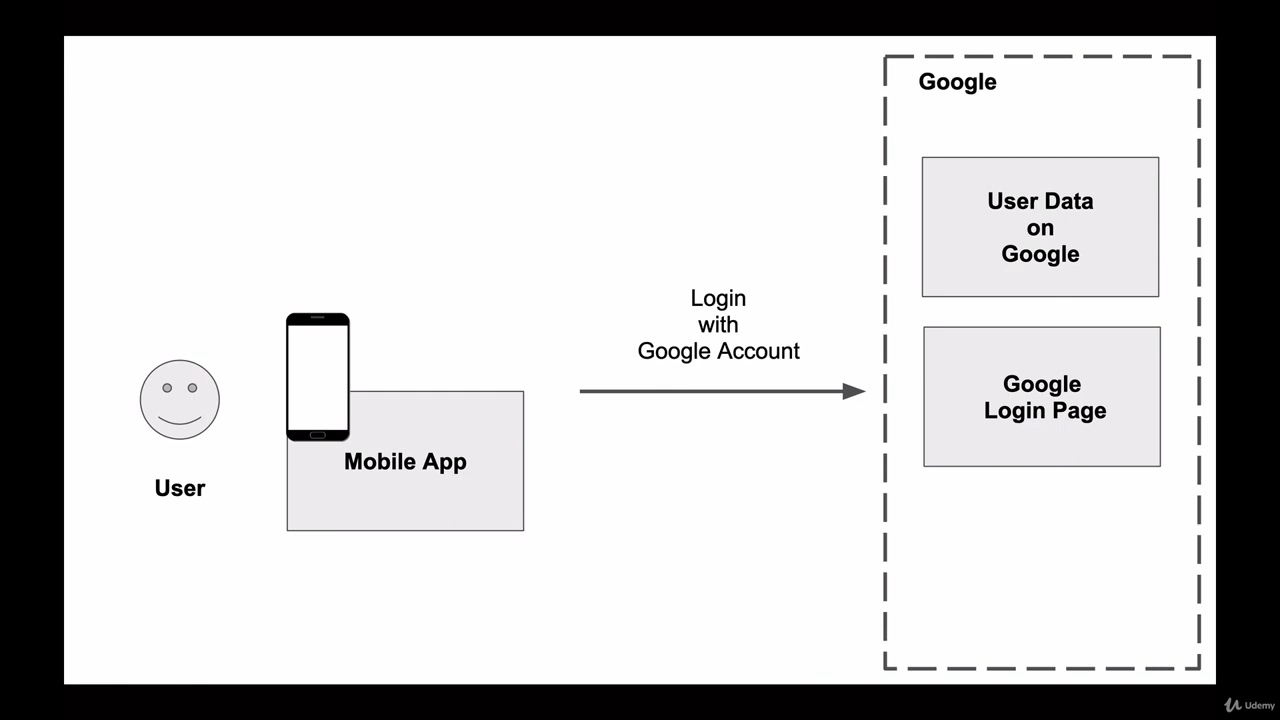 Google
User Data
on
Google
Login
with
Google Account
Google
Login Page
Mobile App
User
Udemy